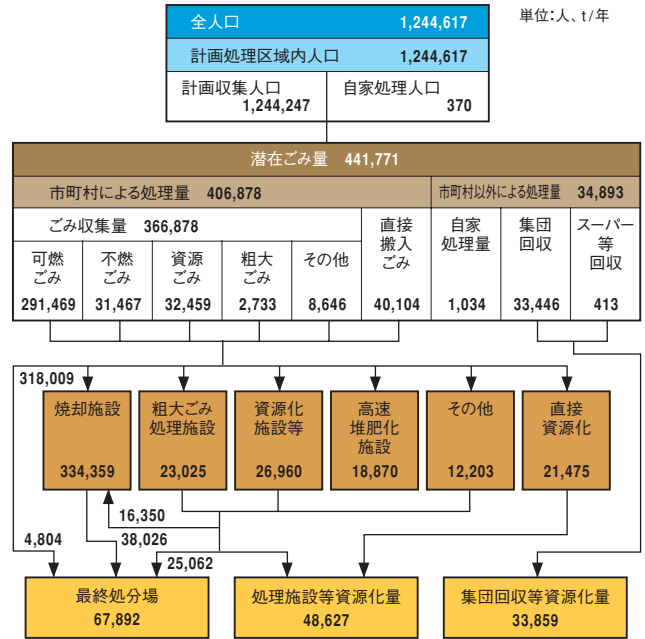 単位:人、t/年
全人口 1,244,617
計画処理区域内人口 1,244,617
計画収集人口
1,244,247
自家処理人口
370
潜在ごみ量 441,771
市町村による処理量 406,878
市町村以外による処理量 34,893
ごみ収集量 366,878
可燃
ごみ
291,469
不燃
ごみ
31,467
資源
ごみ
32,459
粗大
ごみ
2,733
その他
8,646
直接
搬入
ごみ
40,104
自家
処理量
1,034
集団
回収
33,446
スーパー
等
回収
413
318,009
焼却施設
334,359
粗大ごみ
処理施設
23,025
資源化
施設等
26,960
高速
堆肥化
施設
18,870
その他
12,203
直接
資源化
21,475
16,350
4,804
38,026
25,062
最終処分場
67,892
処理施設等資源化量
48,627
集団回収等資源化量
33,859